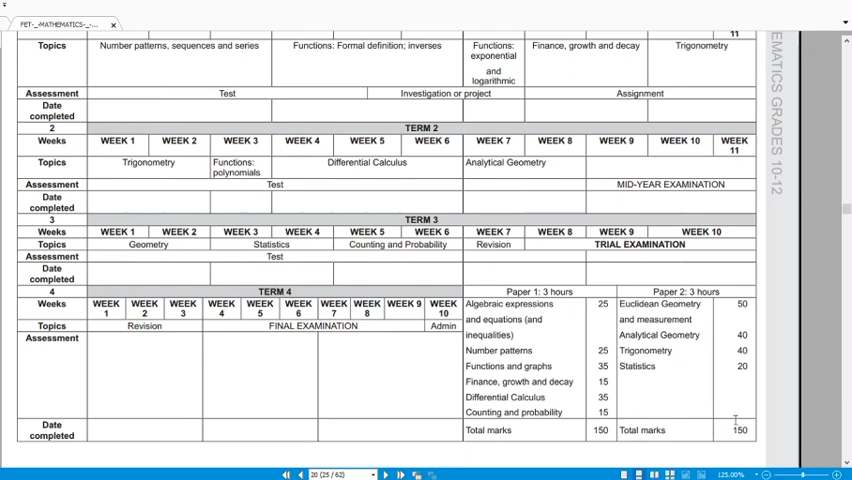 FET-_-MATHEMATICS-_-_...
11
Topics Number patterns, sequences and series Functions: Formal definition; inverses Functions: exponential and logarithmic Finance, growth and decay Trigonometry
Assessment Test Investigation or project Assignment
Date completed
2 TERM 2
Weeks WEEK 1 WEEK 2 WEEK 3 WEEK 4 WEEK 5 WEEK 6 WEEK 7 WEEK 8 WEEK 9 WEEK 10 WEEK 11
Topics Trigonometry Functions: polynomials Differential Calculus Analytical Geometry
Assessment Test MID-YEAR EXAMINATION
Date completed
3 TERM 3
Weeks WEEK 1 WEEK 2 WEEK 3 WEEK 4 WEEK 5 WEEK 6 WEEK 7 WEEK 8 WEEK 9 WEEK 10
Topics Geometry Statistics Counting and Probability Revision TRIAL EXAMINATION
Assessment Test
Date completed
4 TERM 4 Paper 1: 3 hours Paper 2: 3 hours
Weeks WEEK 1 WEEK 2 WEEK 3 WEEK 4 WEEK 5 WEEK 6 WEEK 7 WEEK 8 WEEK 9 WEEK 10
Topics Revision FINAL EXAMINATION Admin
Assessment
Date completed
Algebraic expressions 25
and equations (and
inequalities)
Number patterns 25
Functions and graphs 35
Finance, growth and decay 15
Differential Calculus 35
Counting and probability 15
Total marks 150
Euclidean Geometry 50
and measurement
Analytical Geometry 40
Trigonometry 40
Statistics 20
Total marks 150
EMATICS GRADES 10-12
20 (25 / 62)
125.00%